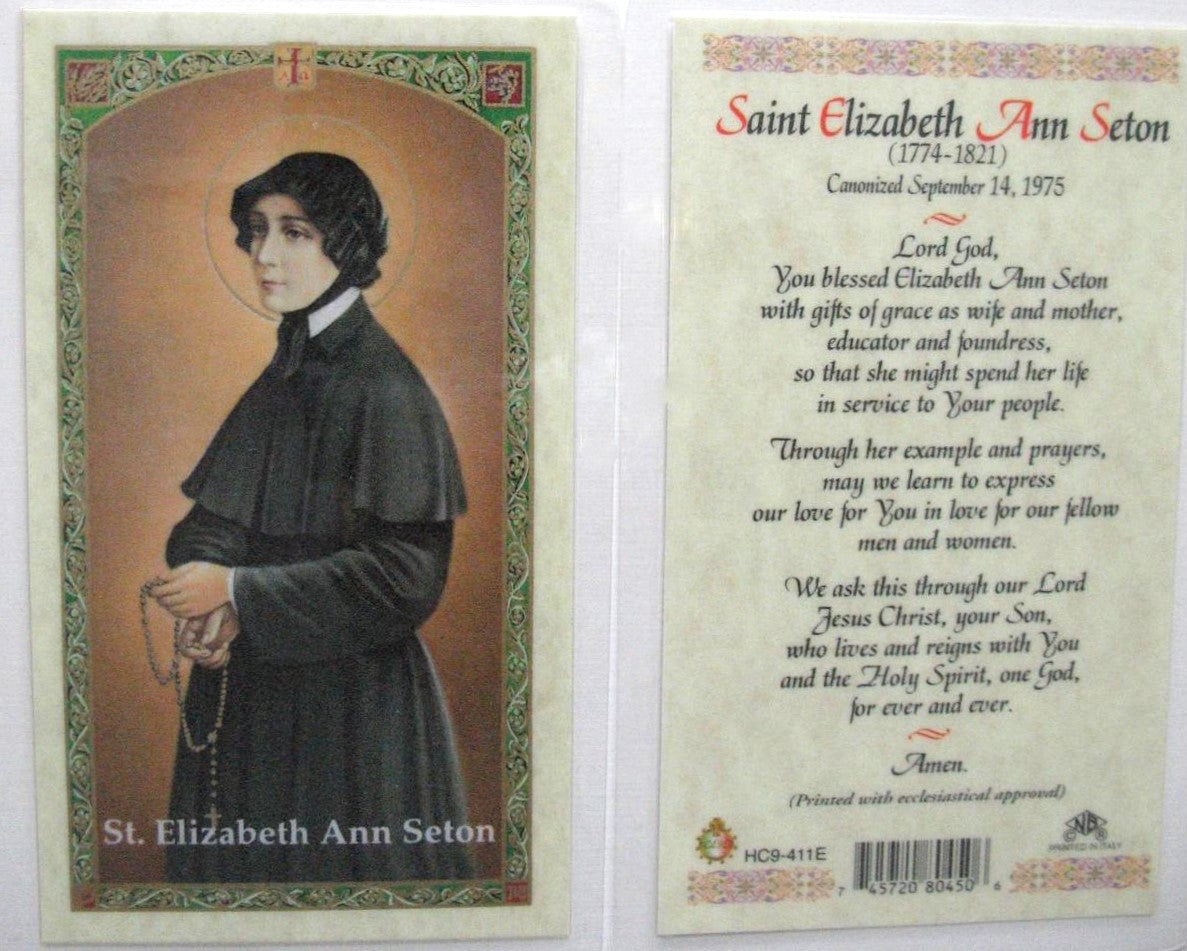 A Ω
St. Elizabeth Ann Seton
Saint Elizabeth Ann Seton
(1774-1821)
Canonized September 14, 1975
Lord God,
You blessed Elizabeth Ann Seton
with gifts of grace as wife and mother,
educator and foundress,
so that she might spend her life
in service to Your people.
Through her example and prayers,
may we learn to express
our love for You in love for our fellow
men and women.
We ask this through our Lord
Jesus Christ, your Son,
who lives and reigns with You
and the Holy Spirit, one God,
for ever and ever.
Amen.
(Printed with ecclesiastical approval)
HC9-411E
7 45720 80450 6
NB
PRINTED IN ITALY